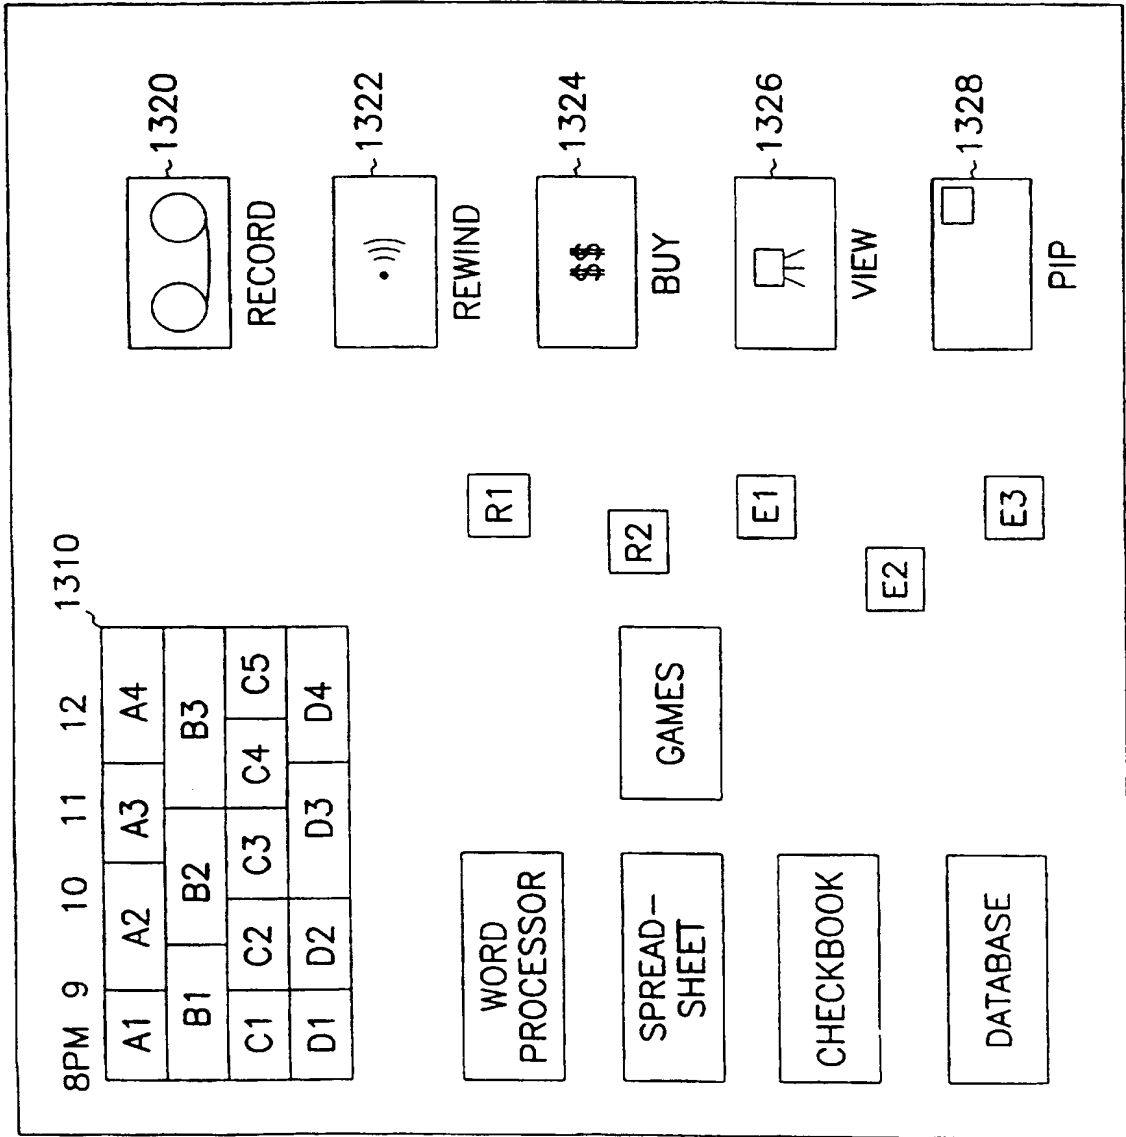 1310
8PM 9 10 11 12
A1 A2 A3 A4
B1 B2 B3
C1 C2 C3 C4 C5
D1 D2 D3 D4
1320
RECORD
1322
REWIND
$$
1324
BUY
1326
VIEW
1328
PIP
WORD
PROCESSOR
SPREAD-
SHEET
CHECKBOOK
DATABASE
GAMES
R1
R2
E1
E2
E3